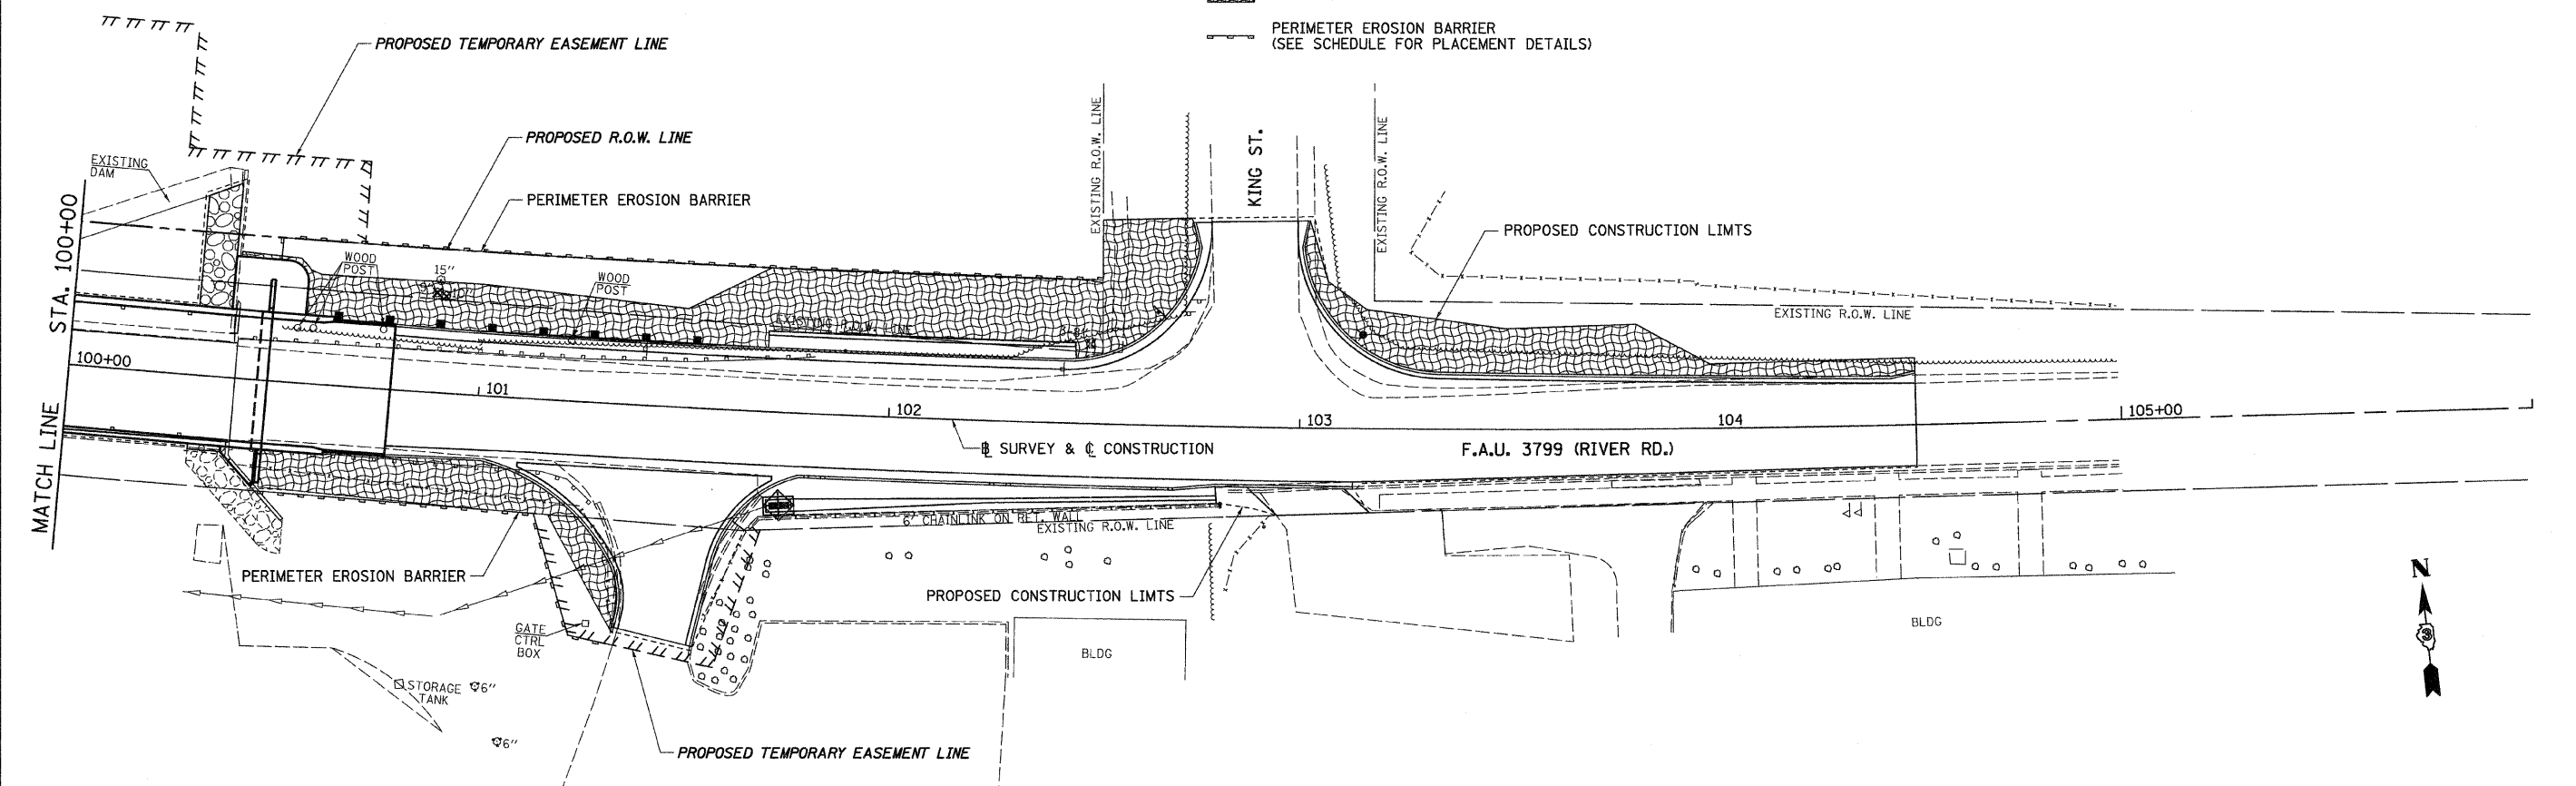 PERIMETER EROSION BARRIER
(SEE SCHEDULE FOR PLACEMENT DETAILS)
PROPOSED TEMPORARY EASEMENT LINE
PROPOSED R.O.W. LINE
PERIMETER EROSION BARRIER
EXISTING
DAM
EXISTING R.O.W. LINE
KING ST.
EXISTING R.O.W. LINE
PROPOSED CONSTRUCTION LIMTS
MATCH LINE STA. 100+00
WOOD
POST
15"
WOOD
POST
EXISTING R.O.W. LINE
EXISTING R.O.W. LINE
100+00
101
102
103
104
105+00
℄ SURVEY & ℄ CONSTRUCTION
F.A.U. 3799 (RIVER RD.)
6' CHAINLINK ON RET. WALL
EXISTING R.O.W. LINE
PERIMETER EROSION BARRIER
PROPOSED CONSTRUCTION LIMTS
GATE
CTRL
BOX
BLDG
BLDG
N
3
STORAGE
TANK
6"
6"
PROPOSED TEMPORARY EASEMENT LINE